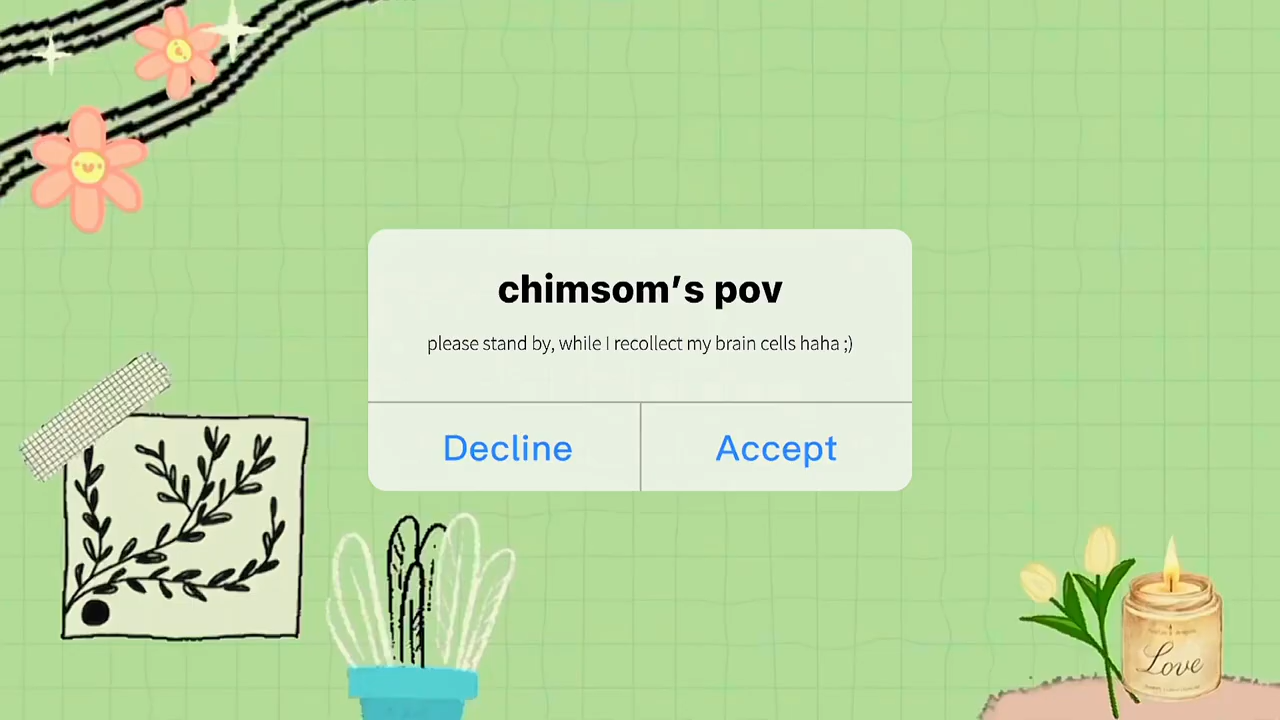 chimsom's pov
please stand by, while I recollect my brain cells haha ;)
Decline
Accept
Love